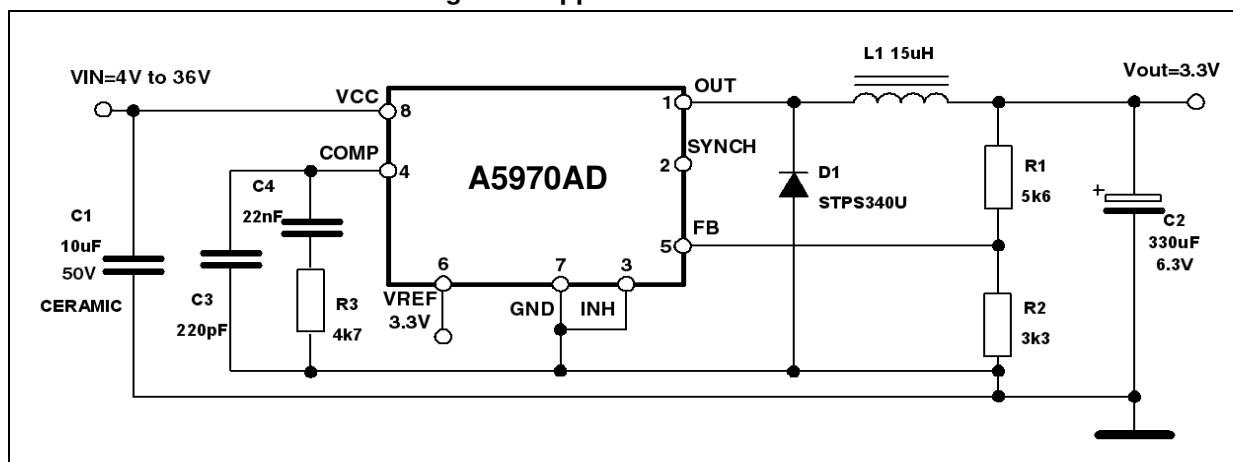 VIN=4V to 36V
VCC
8
COMP
4
C4
22nF
C1
10uF
50V
CERAMIC
C3
220pF
R3
4k7
A5970AD
6
VREF
3.3V
7
GND
3
INH
OUT
1
SYNCH
2
FB
5
L1 15uH
D1
STPS340U
Vout=3.3V
R1
5k6
R2
3k3
+
C2
330uF
6.3V